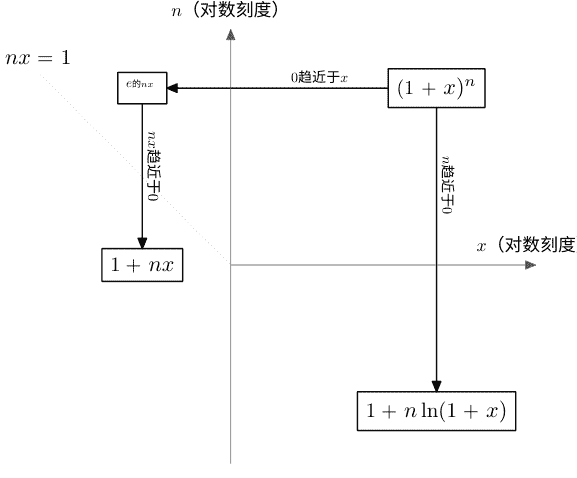 n（对数刻度）
nx = 1
e的nx
0趋近于x
(1 + x)^n
nx趋近于0
n趋近于0
x（对数刻度
1 + nx
1 + n ln(1 + x)